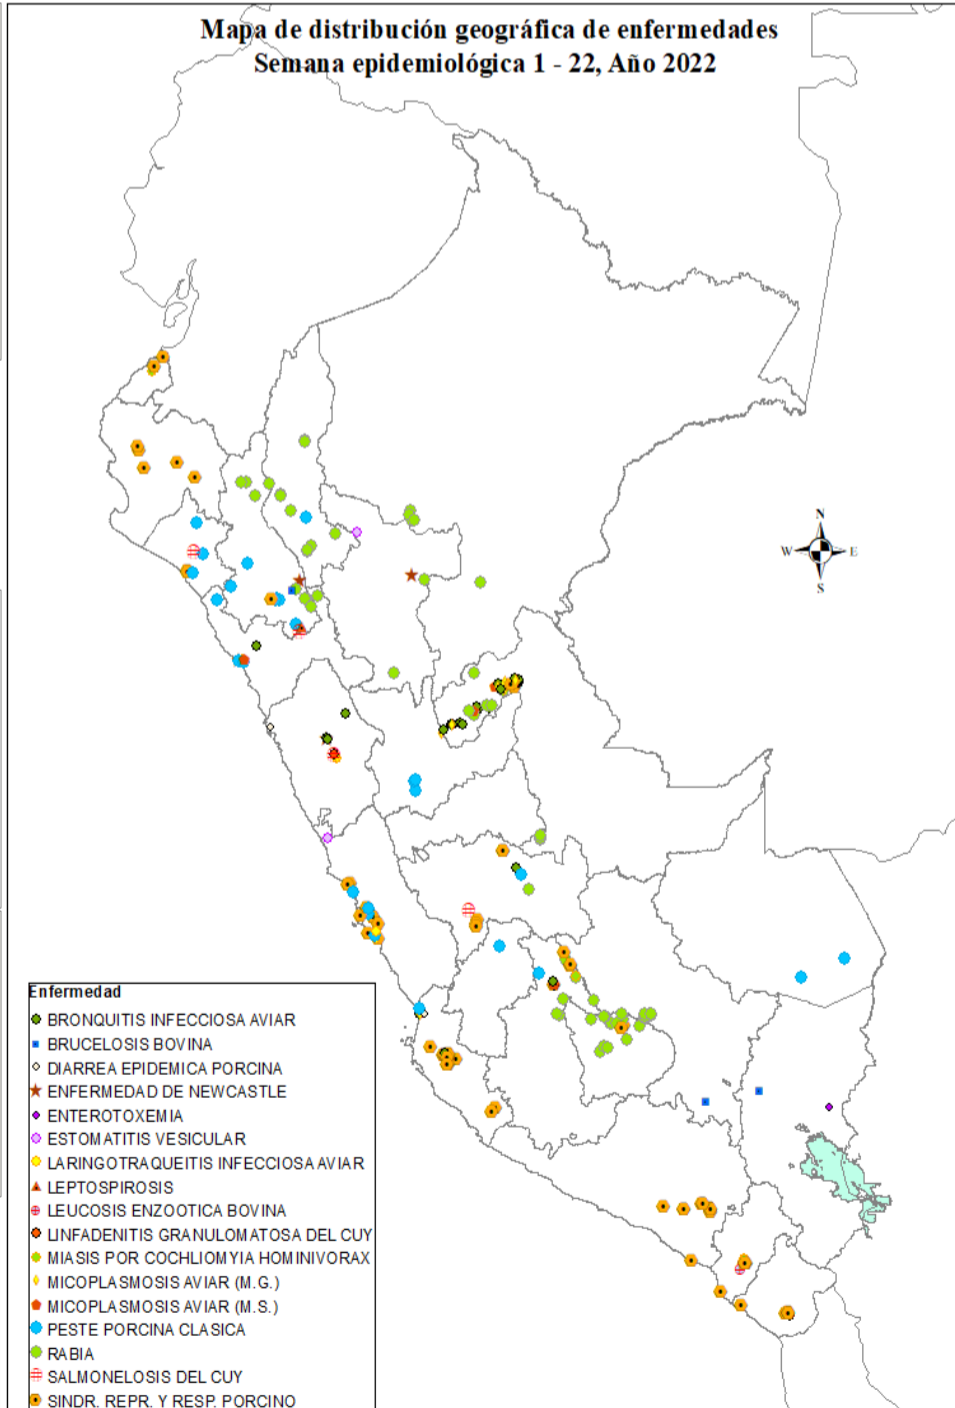 Mapa de distribución geográfica de enfermedades
Semana epidemiológica 1 - 22, Año 2022
N
W
E
S
Enfermedad
BRONQUITIS INFECCIOSA AVIAR
BRUCELOSIS BOVINA
DIARREA EPIDEMICA PORCINA
ENFERMEDAD DE NEWCASTLE
ENTEROTOXEMIA
ESTOMATITIS VESICULAR
LARINGOTRAQUEITIS INFECCIOSA AVIAR
LEPTOSPIROSIS
LEUCOSIS ENZOOTICA BOVINA
LINFADENITIS GRANULOMATOSA DEL CUY
MIASIS POR COCHLIOMYIA HOMINIVORAX
MICOPLASMOSIS AVIAR (M.G.)
MICOPLASMOSIS AVIAR (M.S.)
PESTE PORCINA CLASICA
RABIA
SALMONELOSIS DEL CUY
SINDR. REPR. Y RESP. PORCINO